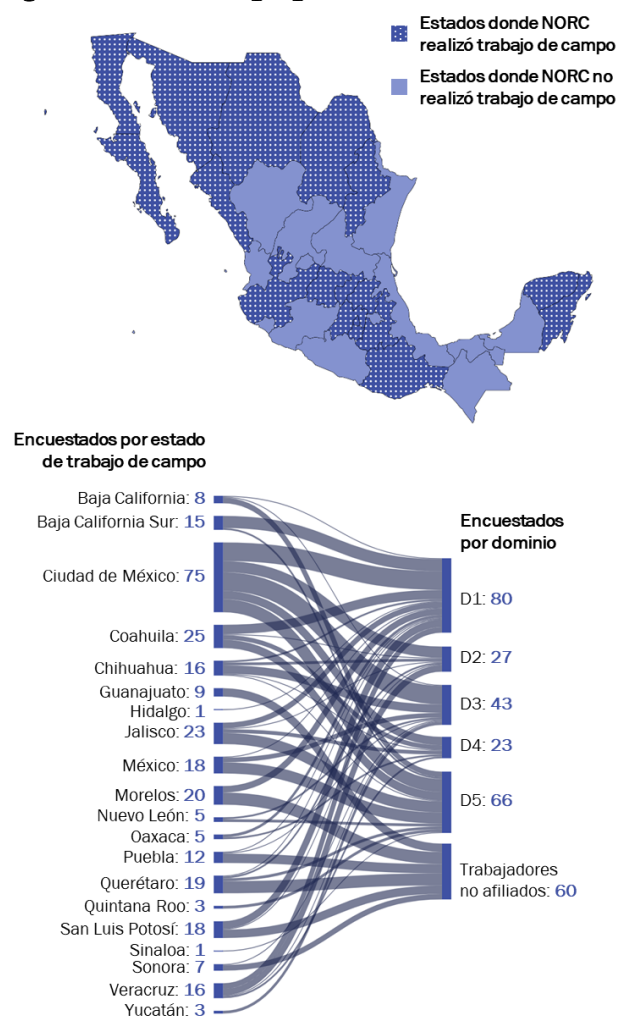 Estados donde NORC
realizó trabajo de campo
Estados donde NORC no
realizó trabajo de campo
Encuestados por estado
de trabajo de campo
Baja California: 8
Baja California Sur: 15
Ciudad de México: 75
Coahuila: 25
Chihuahua: 16
Guanajuato: 9
Hidalgo: 1
Jalisco: 23
México: 18
Morelos: 20
Nuevo León: 5
Oaxaca: 5
Puebla: 12
Querétaro: 19
Quintana Roo: 3
San Luis Potosí: 18
Sinaloa: 1
Sonora: 7
Veracruz: 16
Yucatán: 3
Encuestados
por dominio
D1: 80
D2: 27
D3: 43
D4: 23
D5: 66
Trabajadores
no afiliados: 60